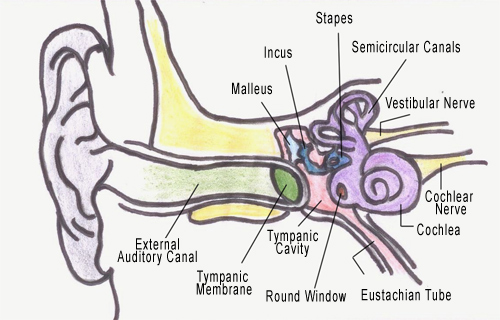 Stapes
Incus
Semicircular Canals
Malleus
Vestibular Nerve
Cochlear
Nerve
Cochlea
External
Auditory Canal
Tympanic
Cavity
Tympanic
Membrane
Round Window
Eustachian Tube